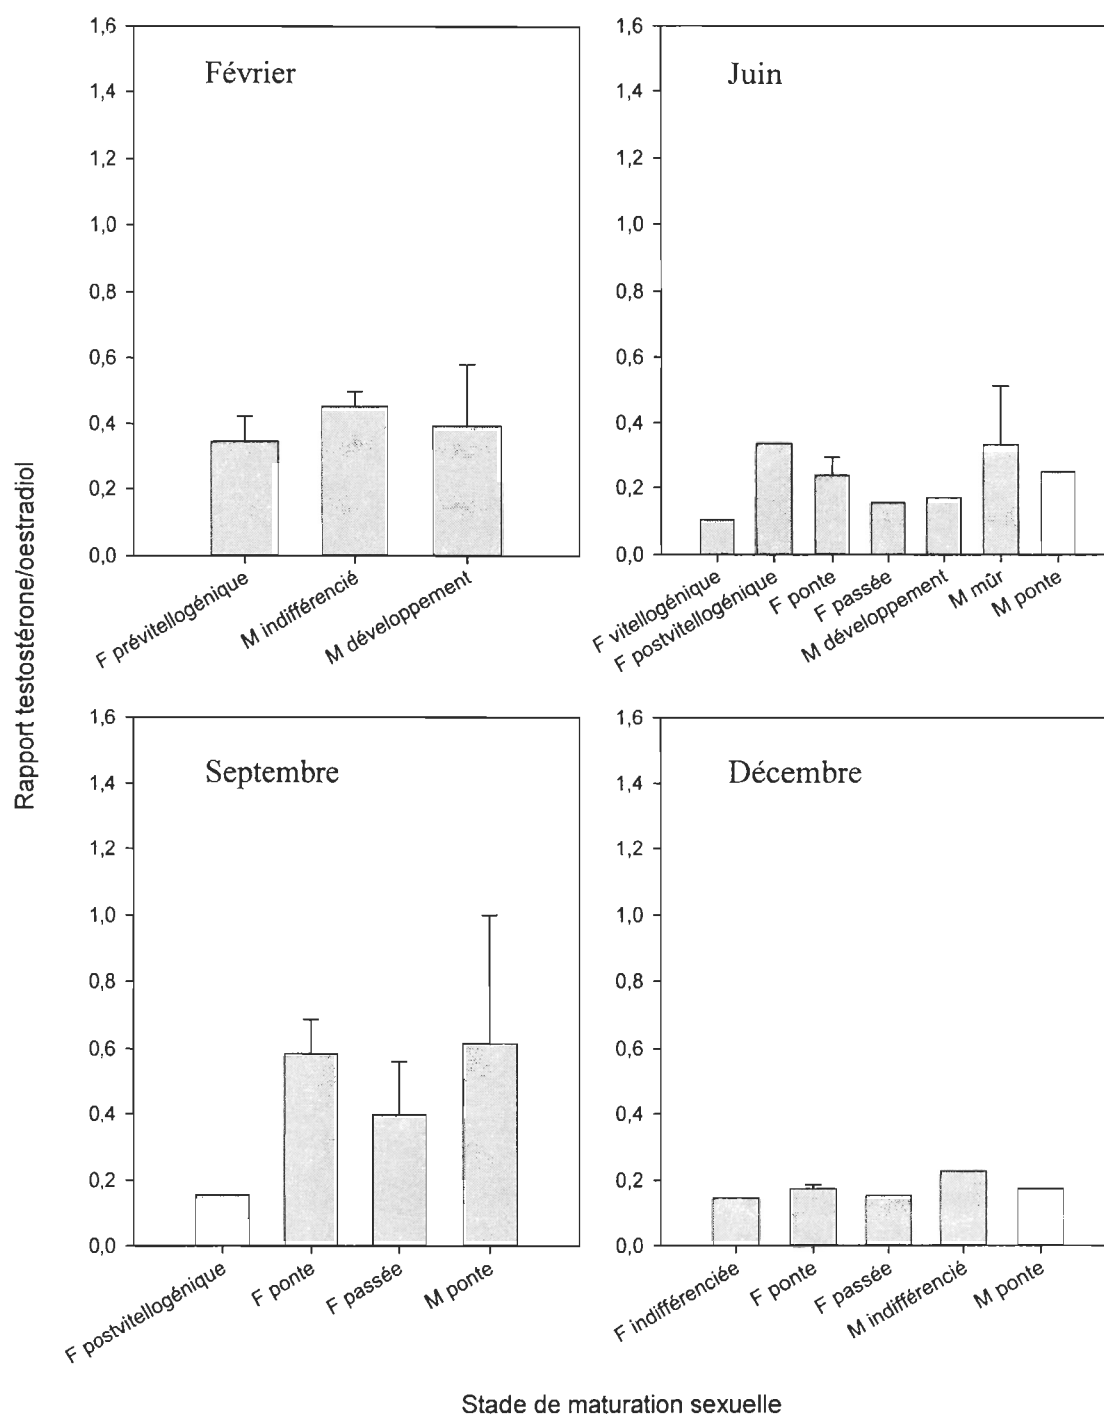 Rapport testostérone/oestradiol
Février
1,6
1,4
1,2
1,0
0,8
0,6
0,4
0,2
0,0
F prévitellogénique
M indifférencié
M développement
Juin
1,6
1,4
1,2
1,0
0,8
0,6
0,4
0,2
0,0
F vitellogénique
F postvitellogénique
F ponte
F passée
M développement
M mûr
M ponte
Septembre
1,6
1,4
1,2
1,0
0,8
0,6
0,4
0,2
0,0
F postvitellogénique
F ponte
F passée
M ponte
Décembre
1,6
1,4
1,2
1,0
0,8
0,6
0,4
0,2
0,0
F indifférenciée
F ponte
F passée
M indifférencié
M ponte
Stade de maturation sexuelle